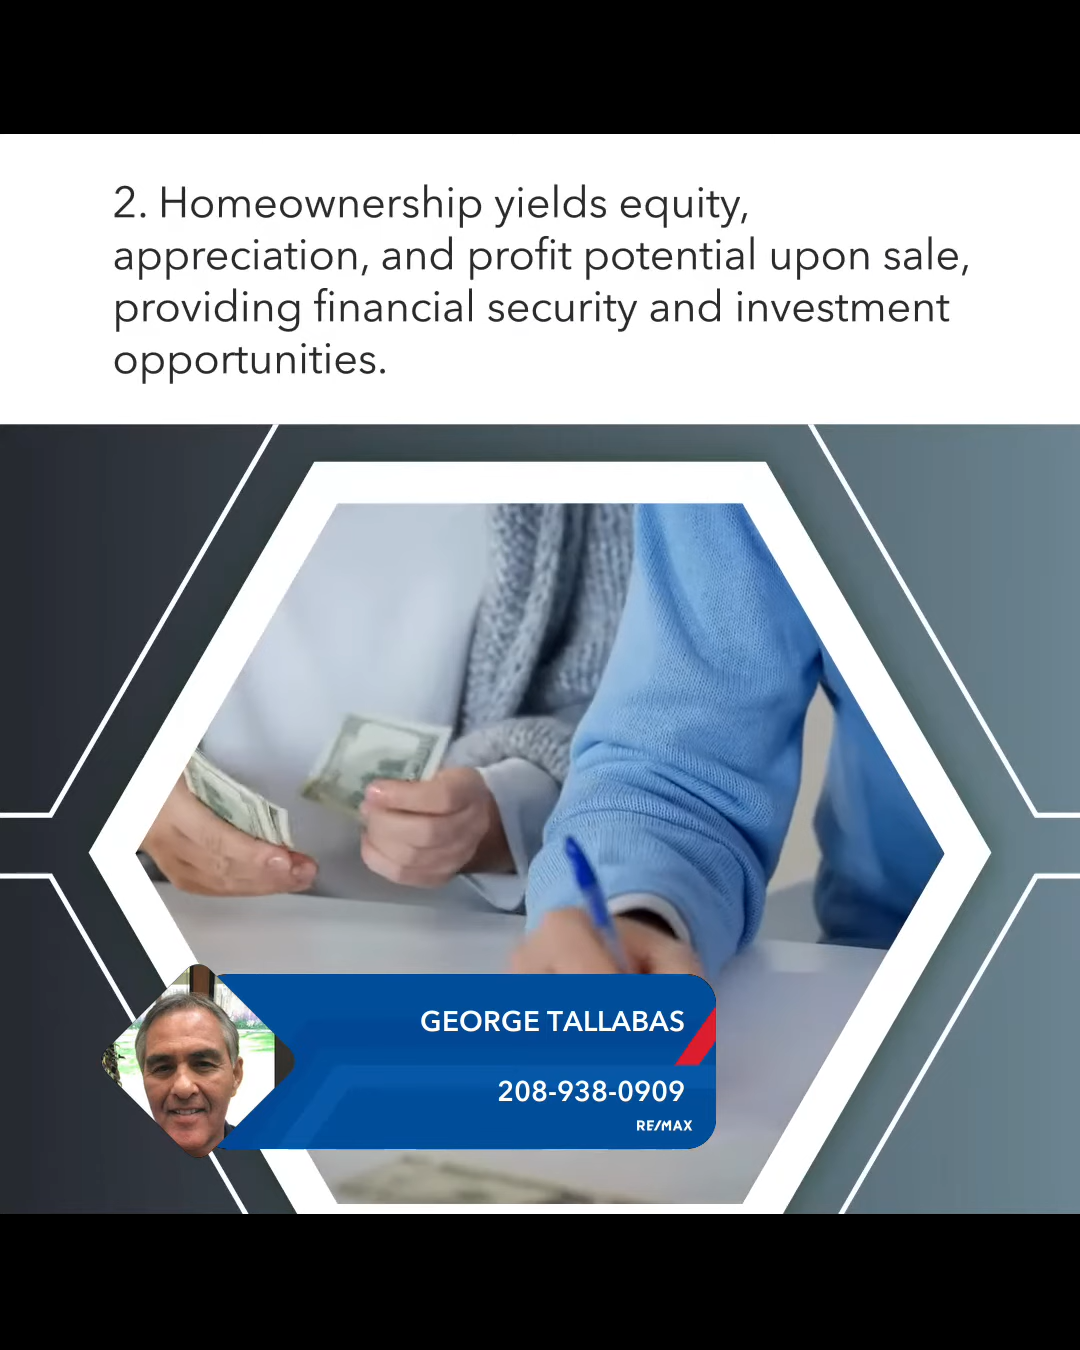 2. Homeownership yields equity,
appreciation, and profit potential upon sale,
providing financial security and investment
opportunities.
GEORGE TALLABAS
208-938-0909
RE/MAX